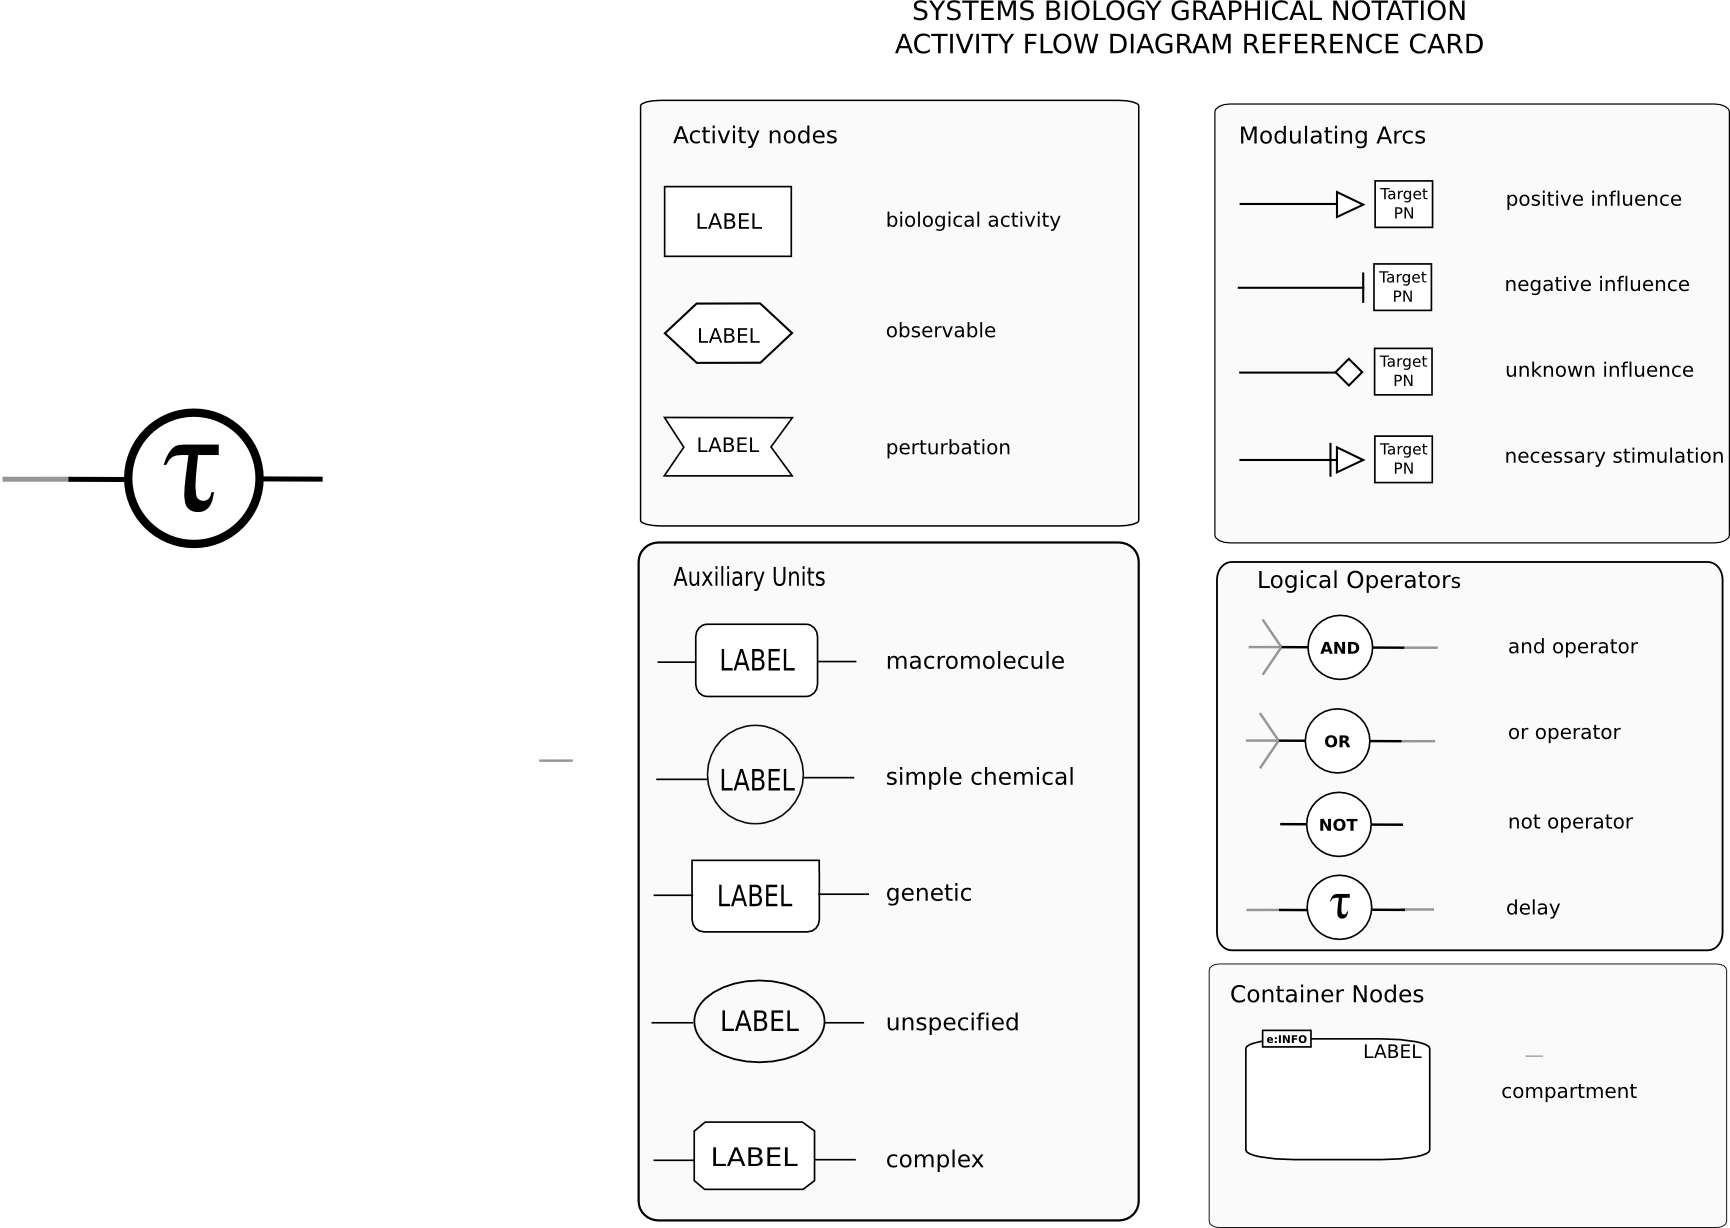 SYSTEMS BIOLOGY GRAPHICAL NOTATION
ACTIVITY FLOW DIAGRAM REFERENCE CARD
τ
Activity nodes
LABEL biological activity
LABEL observable
LABEL perturbation
Auxiliary Units
LABEL macromolecule
LABEL simple chemical
LABEL genetic
LABEL unspecified
LABEL complex
Modulating Arcs
Target
PN
positive influence
Target
PN
negative influence
Target
PN
unknown influence
Target
PN
necessary stimulation
Logical Operators
AND and operator
OR or operator
NOT not operator
τ delay
Container Nodes
e:INFO
LABEL
compartment